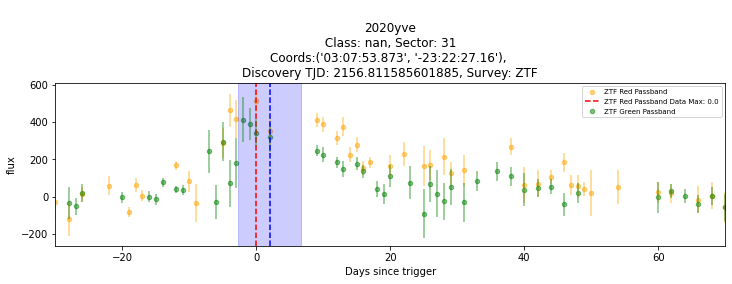 2020yve
Class: nan, Sector: 31
Coords:('03:07:53.873', '-23:22:27.16'),
Discovery TJD: 2156.811585601885, Survey: ZTF
600
400
200
0
−200
flux
ZTF Red Passband
ZTF Red Passband Data Max: 0.0
ZTF Green Passband
−20
0
20
40
60
Days since trigger